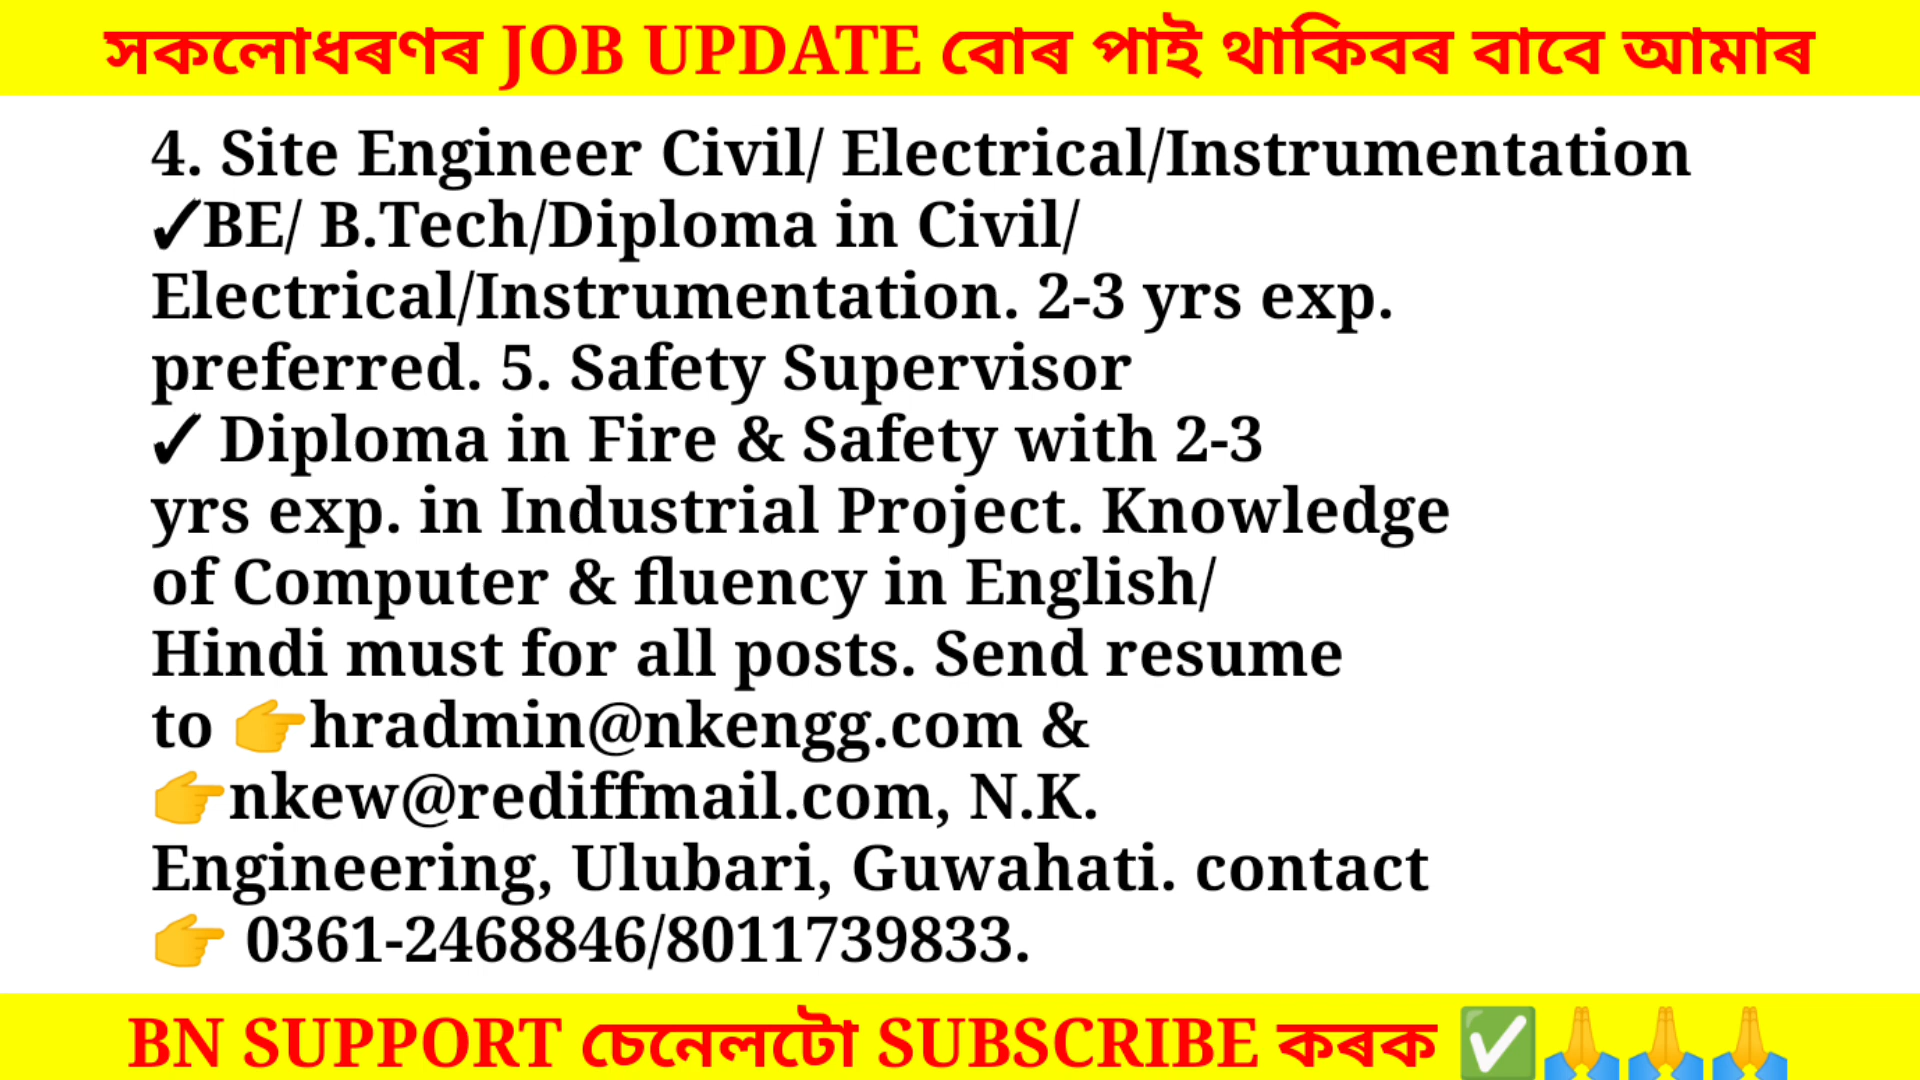 সকলোধৰণৰ JOB UPDATE বোৰ পাই থাকিবৰ বাবে আমাৰ
4. Site Engineer Civil/ Electrical/Instrumentation
✓BE/ B.Tech/Diploma in Civil/
Electrical/Instrumentation. 2-3 yrs exp.
preferred. 5. Safety Supervisor
✓ Diploma in Fire & Safety with 2-3
yrs exp. in Industrial Project. Knowledge
of Computer & fluency in English/
Hindi must for all posts. Send resume
to 👉hradmin@nkengg.com &
👉nkew@rediffmail.com, N.K.
Engineering, Ulubari, Guwahati. contact
👉 0361-2468846/8011739833.
BN SUPPORT চেনেলটো SUBSCRIBE কৰক ✅🙏🙏🙏